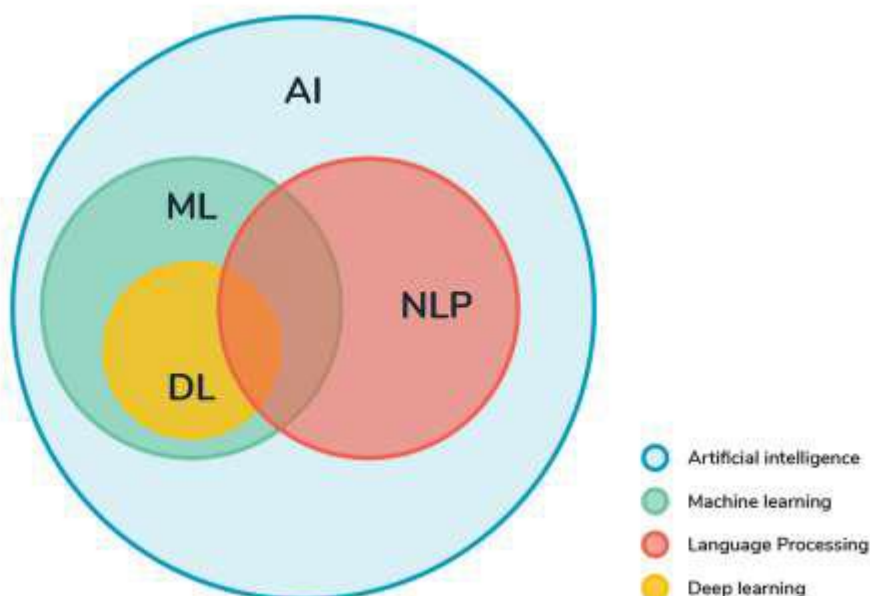 AI
ML
NLP
DL
Artificial intelligence
Machine learning
Language Processing
Deep learning